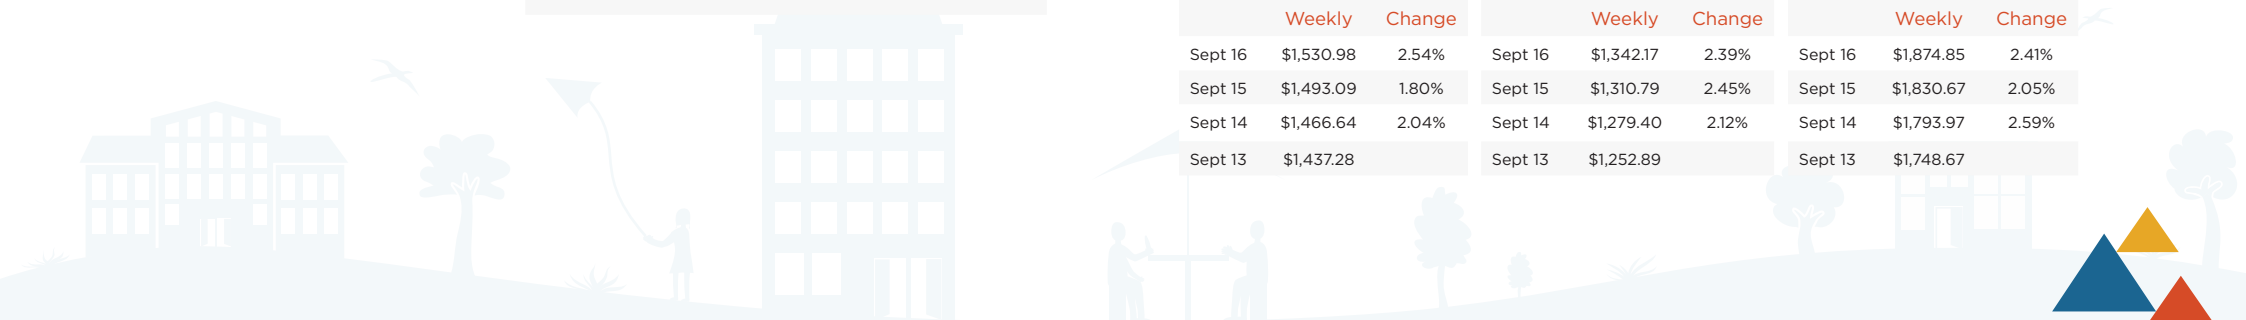 Weekly Change Weekly Change Weekly Change
Sept 16 $1,530.98 2.54% Sept 16 $1,342.17 2.39% Sept 16 $1,874.85 2.41%
Sept 15 $1,493.09 1.80% Sept 15 $1,310.79 2.45% Sept 15 $1,830.67 2.05%
Sept 14 $1,466.64 2.04% Sept 14 $1,279.40 2.12% Sept 14 $1,793.97 2.59%
Sept 13 $1,437.28 Sept 13 $1,252.89 Sept 13 $1,748.67